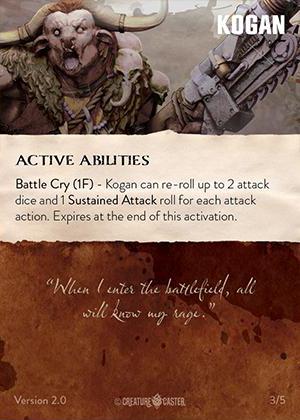 KOGAN
ACTIVE ABILITIES
Battle Cry (1F) - Kogan can re-roll up to 2 attack
dice and 1 Sustained Attack roll for each attack
action. Expires at the end of this activation.
"When I enter the battlefield, all
will know my rage."
Version 2.0
© CREATURE CASTER
3/5